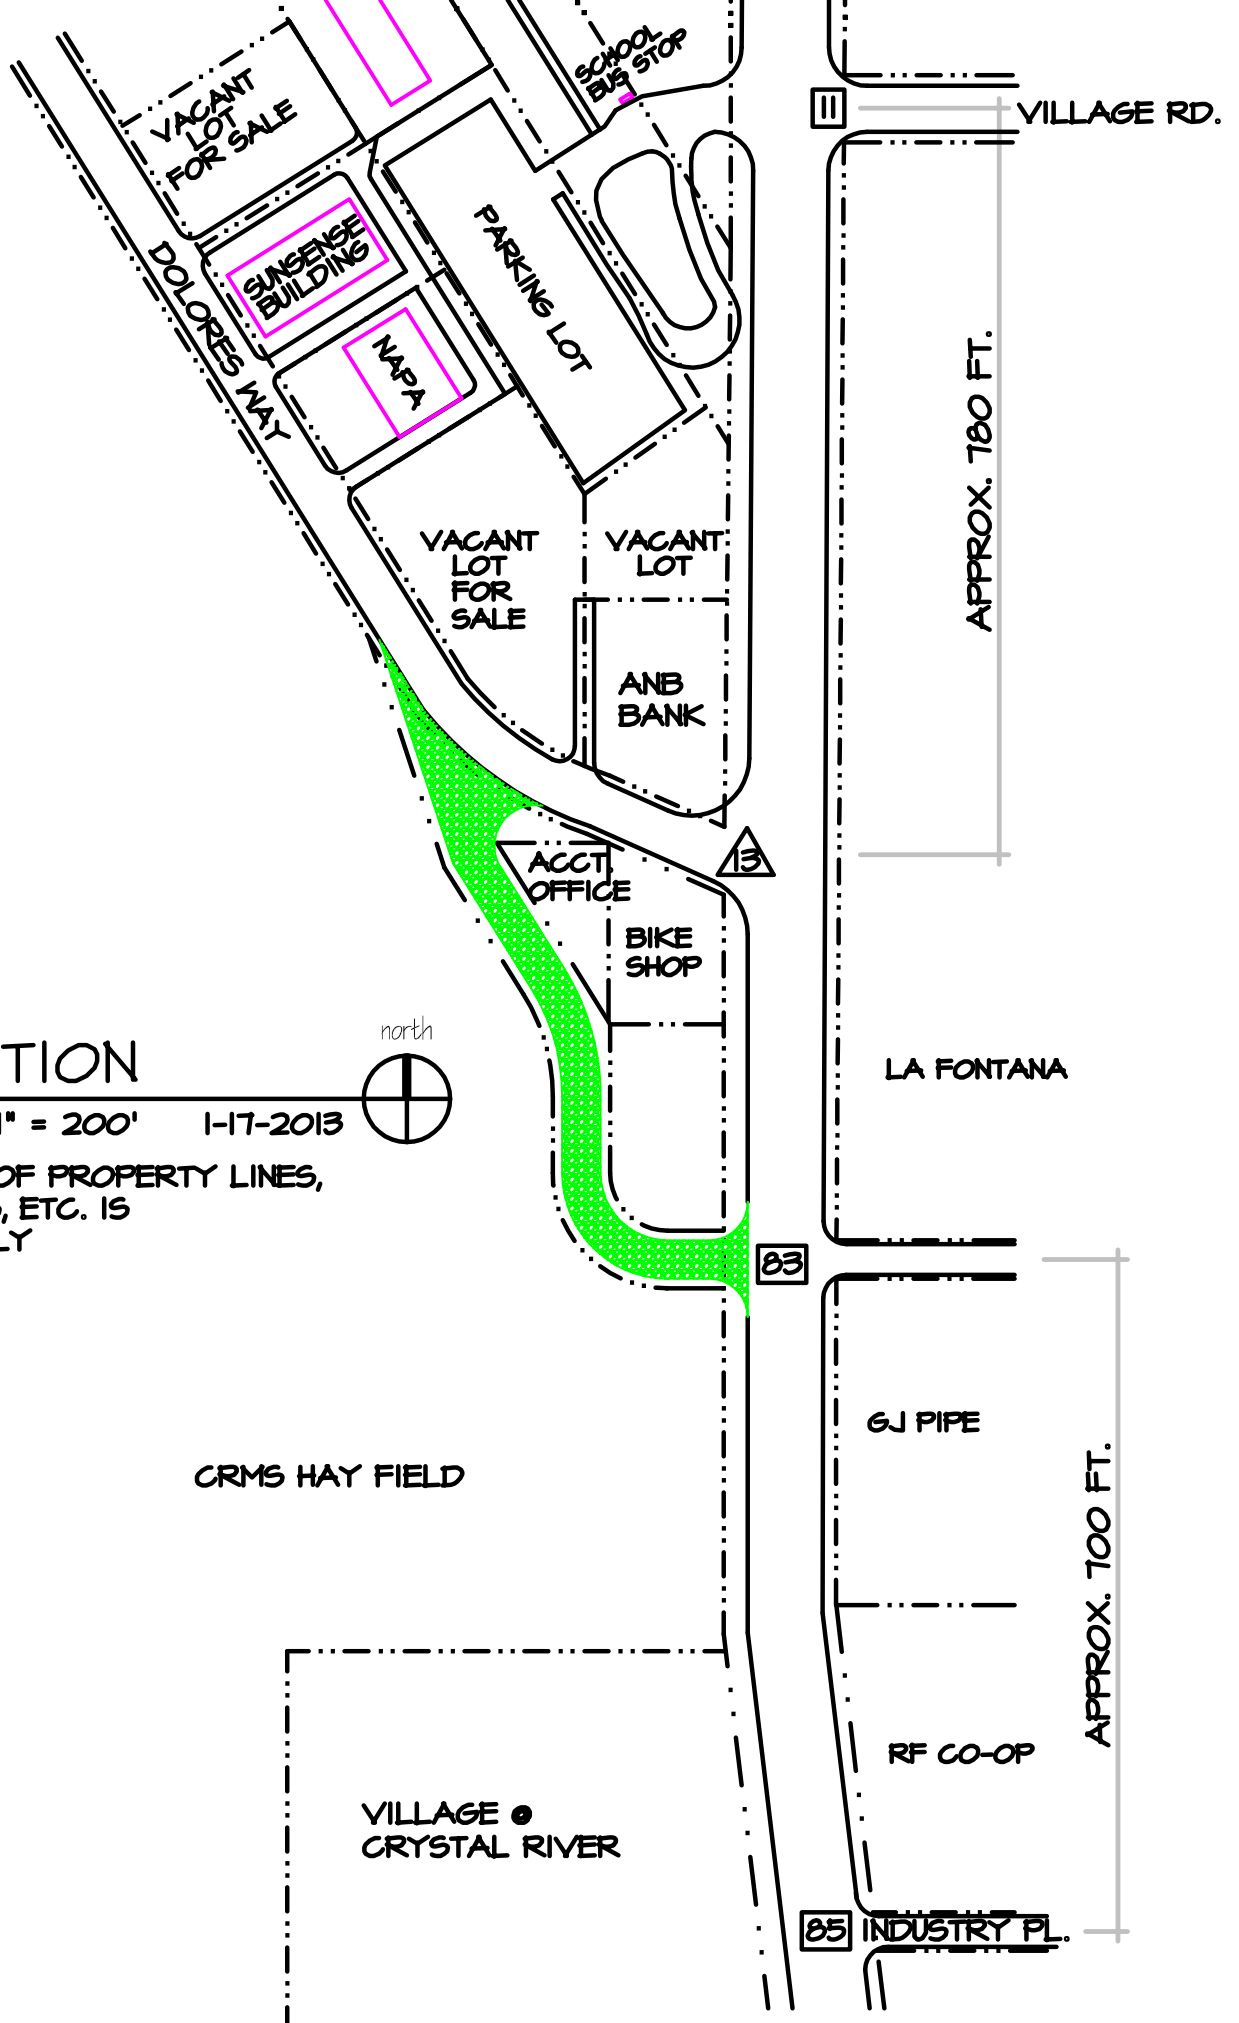 SCHOOL
BUS STOP
VACANT
LOT
FOR SALE
11
VILLAGE RD.
SUNSENSE
BUILDING
PARKING LOT
DOLORES WAY
NAPA
APPROX. 780 FT.
VACANT
LOT
FOR
SALE
VACANT
LOT
ANB
BANK
13
ACCT.
OFFICE
BIKE
SHOP
north
TION
1" = 200' 1-17-2013
OF PROPERTY LINES,
, ETC. IS
LY
LA FONTANA
83
GJ PIPE
CRMS HAY FIELD
APPROX. 700 FT.
RF CO-OP
VILLAGE @
CRYSTAL RIVER
85 INDUSTRY PL.